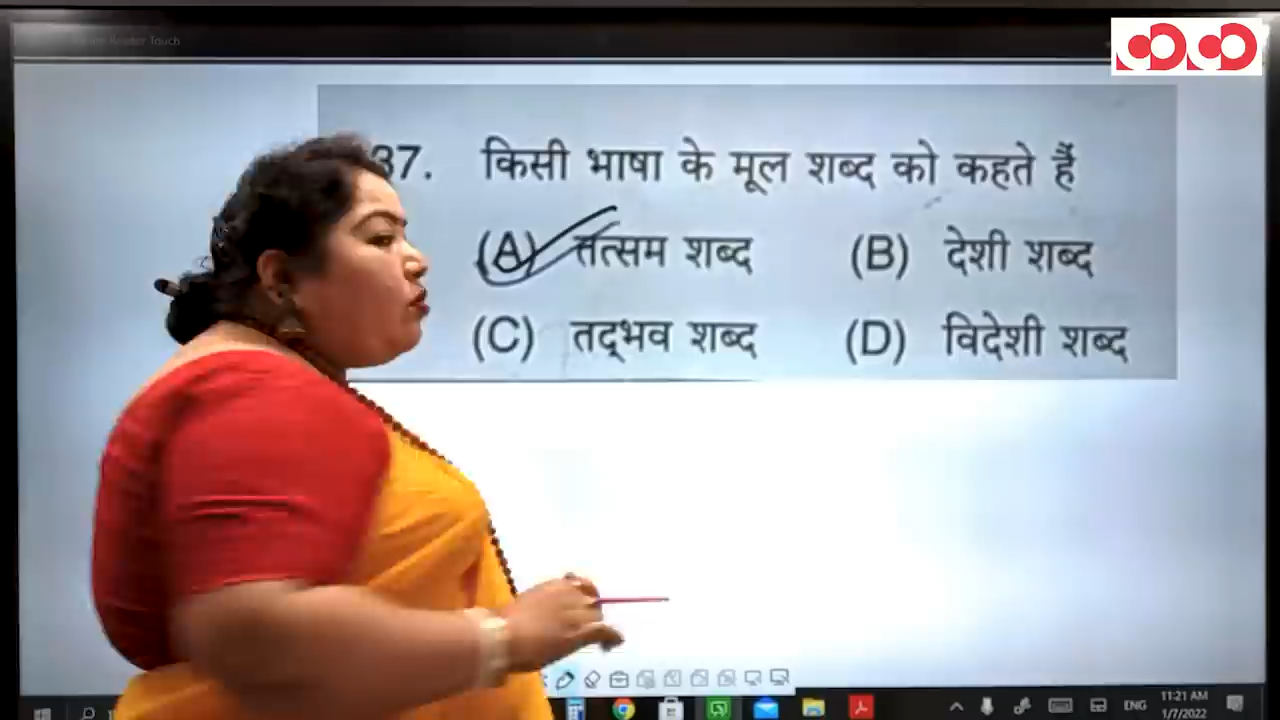 37. किसी भाषा के मूल शब्द को कहते हैं
(A) तत्सम शब्द (B) देशी शब्द
(C) तद्भव शब्द (D) विदेशी शब्द
ENG
11:21 AM
1/7/2022